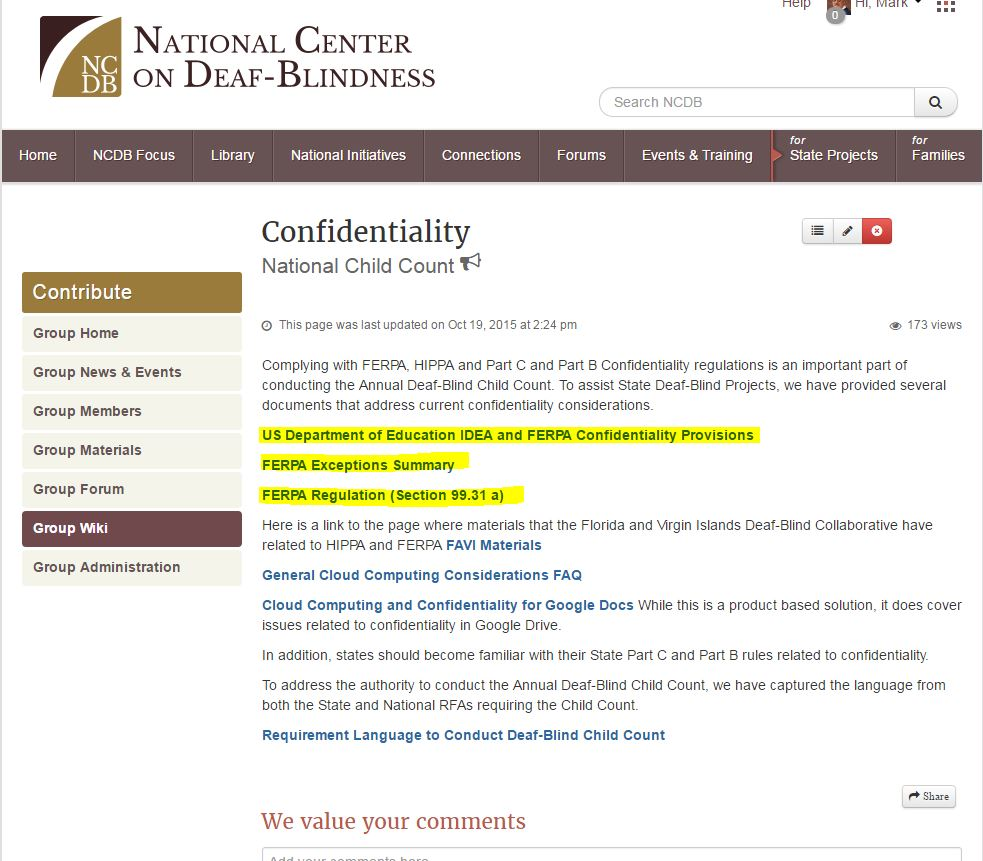 Help
Hi, Mark
0
NC
DB
NATIONAL CENTER
ON DEAF-BLINDNESS
Search NCDB
Home
NCDB Focus
Library
National Initiatives
Connections
Forums
Events & Training
for
State Projects
for
Families
Confidentiality
National Child Count
Contribute
Group Home
Group News & Events
Group Members
Group Materials
Group Forum
Group Wiki
Group Administration
This page was last updated on Oct 19, 2015 at 2:24 pm
173 views
Complying with FERPA, HIPPA and Part C and Part B Confidentiality regulations is an important part of
conducting the Annual Deaf-Blind Child Count. To assist State Deaf-Blind Projects, we have provided several
documents that address current confidentiality considerations.
US Department of Education IDEA and FERPA Confidentiality Provisions
FERPA Exceptions Summary
FERPA Regulation (Section 99.31 a)
Here is a link to the page where materials that the Florida and Virgin Islands Deaf-Blind Collaborative have
related to HIPPA and FERPA FAVI Materials
General Cloud Computing Considerations FAQ
Cloud Computing and Confidentiality for Google Docs While this is a product based solution, it does cover
issues related to confidentiality in Google Drive.
In addition, states should become familiar with their State Part C and Part B rules related to confidentiality.
To address the authority to conduct the Annual Deaf-Blind Child Count, we have captured the language from
both the State and National RFAs requiring the Child Count.
Requirement Language to Conduct Deaf-Blind Child Count
Share
We value your comments
Add your comments here